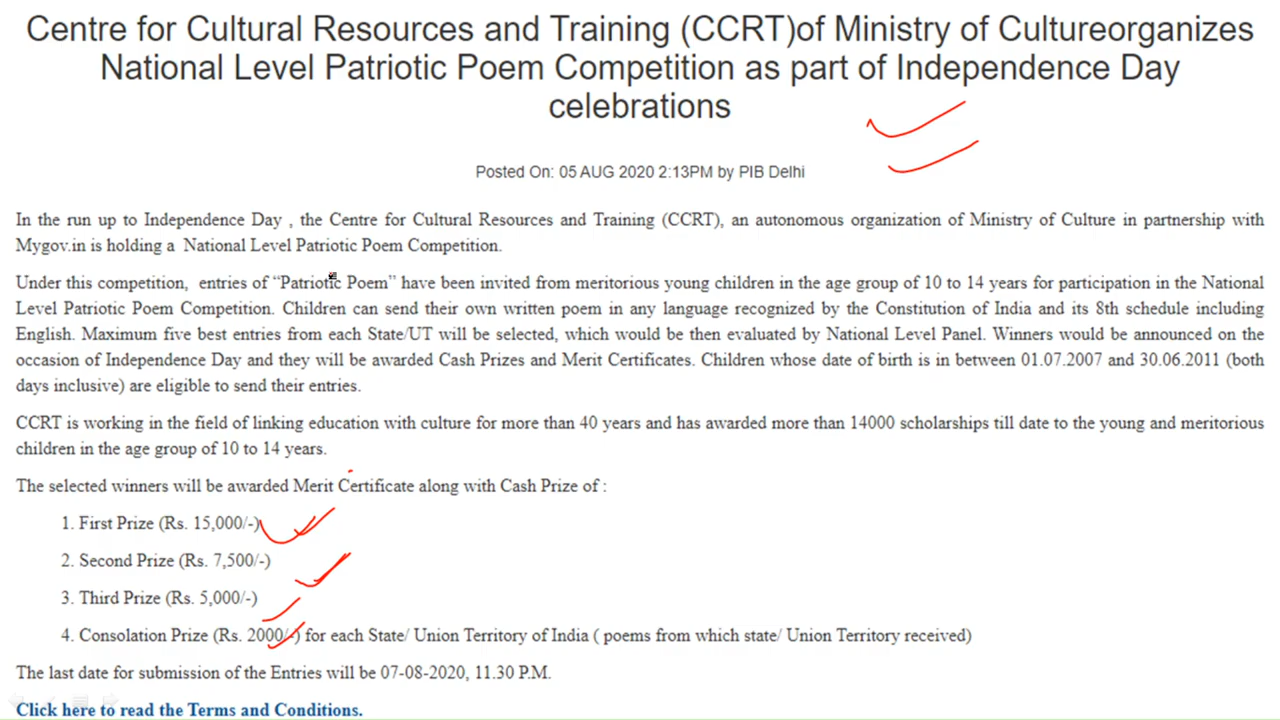 Centre for Cultural Resources and Training (CCRT)of Ministry of Cultureorganizes
National Level Patriotic Poem Competition as part of Independence Day
celebrations
Posted On: 05 AUG 2020 2:13PM by PIB Delhi
In the run up to Independence Day , the Centre for Cultural Resources and Training (CCRT), an autonomous organization of Ministry of Culture in partnership with
Mygov.in is holding a National Level Patriotic Poem Competition.
Under this competition, entries of “Patriotic Poem” have been invited from meritorious young children in the age group of 10 to 14 years for participation in the National
Level Patriotic Poem Competition. Children can send their own written poem in any language recognized by the Constitution of India and its 8th schedule including
English. Maximum five best entries from each State/UT will be selected, which would be then evaluated by National Level Panel. Winners would be announced on the
occasion of Independence Day and they will be awarded Cash Prizes and Merit Certificates. Children whose date of birth is in between 01.07.2007 and 30.06.2011 (both
days inclusive) are eligible to send their entries.
CCRT is working in the field of linking education with culture for more than 40 years and has awarded more than 14000 scholarships till date to the young and meritorious
children in the age group of 10 to 14 years.
The selected winners will be awarded Merit Certificate along with Cash Prize of :
1. First Prize (Rs. 15,000/-)
2. Second Prize (Rs. 7,500/-)
3. Third Prize (Rs. 5,000/-)
4. Consolation Prize (Rs. 2000/-) for each State/ Union Territory of India ( poems from which state/ Union Territory received)
The last date for submission of the Entries will be 07-08-2020, 11.30 P.M.
Click here to read the Terms and Conditions.